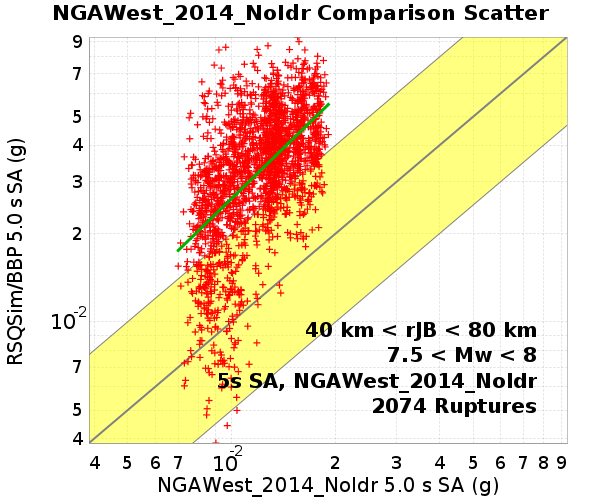 NGAWest_2014_NoIdr Comparison Scatter
RSQSim/BBP 5.0 s SA (g)
9
7
5
4
3
2
10-2
7
5
4
40 km < rJB < 80 km
7.5 < Mw < 8
5s SA, NGAWest_2014_NoIdr
2074 Ruptures
4 5 6 7 10-2 2 3 4 5 6 7 8 9
NGAWest_2014_NoIdr 5.0 s SA (g)